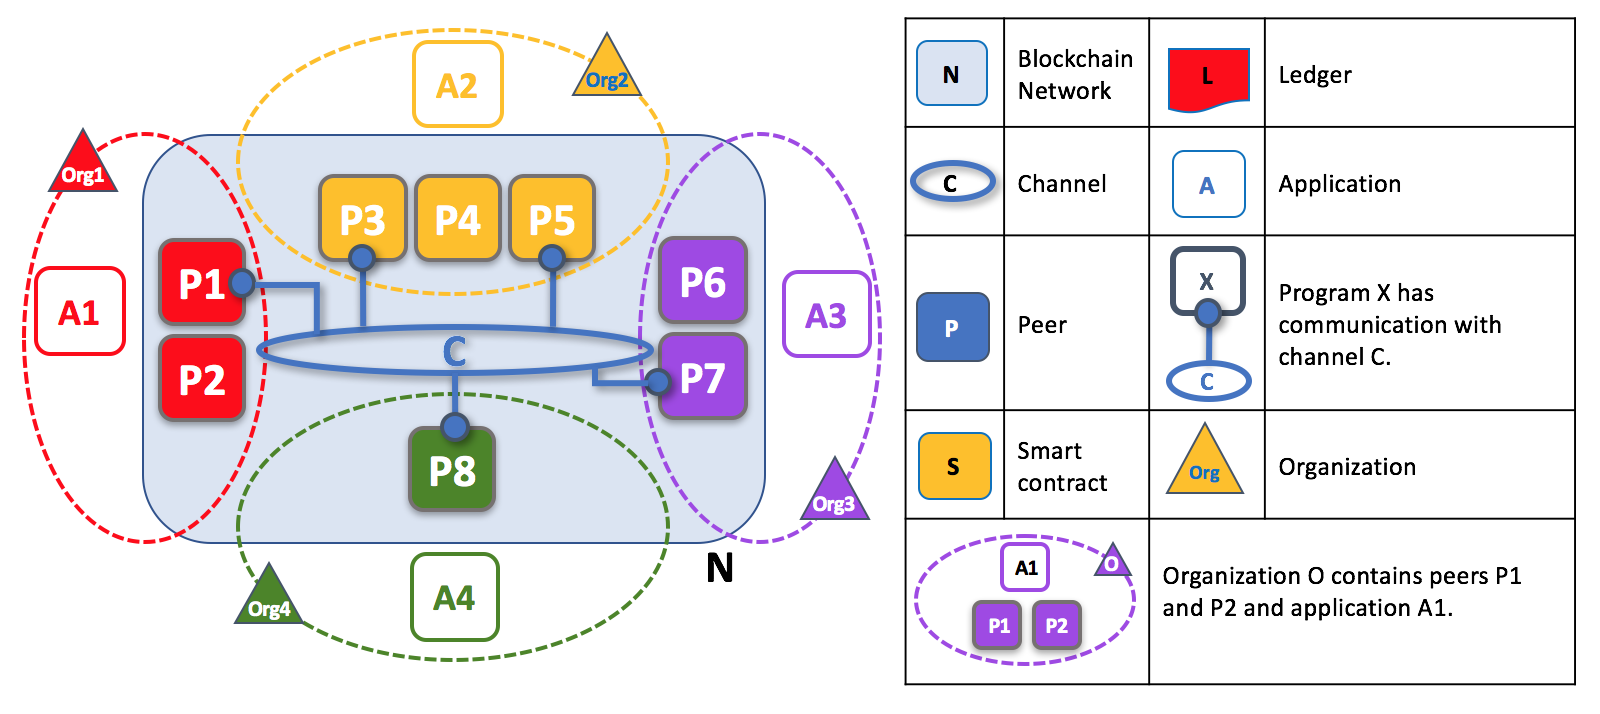 A2
Org2
Org1
P3
P4
P5
P1
P6
A1
A3
C
P2
P7
P8
Org3
N
A4
Org4
N
Blockchain
Network
L
Ledger
C
Channel
A
Application
P
Peer
X
C
Program X has
communication with
channel C.
S
Smart
contract
Org
Organization
A1
O
P1
P2
Organization O contains peers P1
and P2 and application A1.